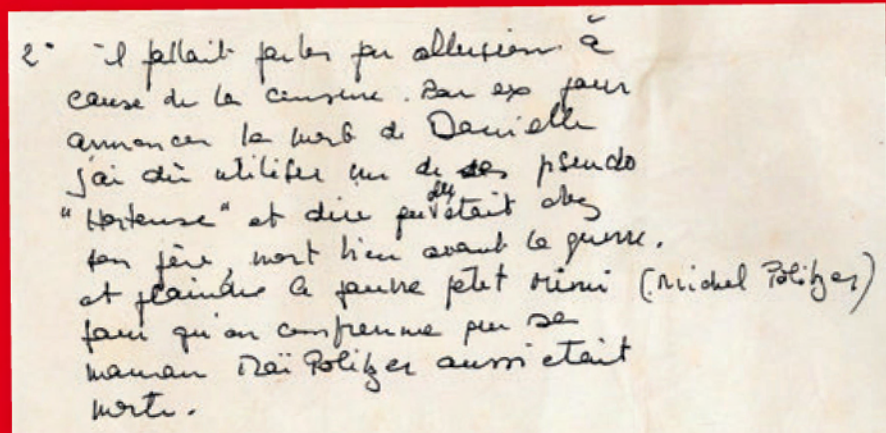 2° Il fallait parler par allusion à
cause de la censure. Par ex pour
annoncer la mort de Danielle
j'ai dû utiliser un de ses pseudo
"Hortense" et dire qu'elle était chez
son père, mort bien avant la guerre.
et plaindre le pauvre petit Mimi (Michel Politzer)
pour qu'on comprenne que sa
maman Maï Politzer aussi etait
morte.